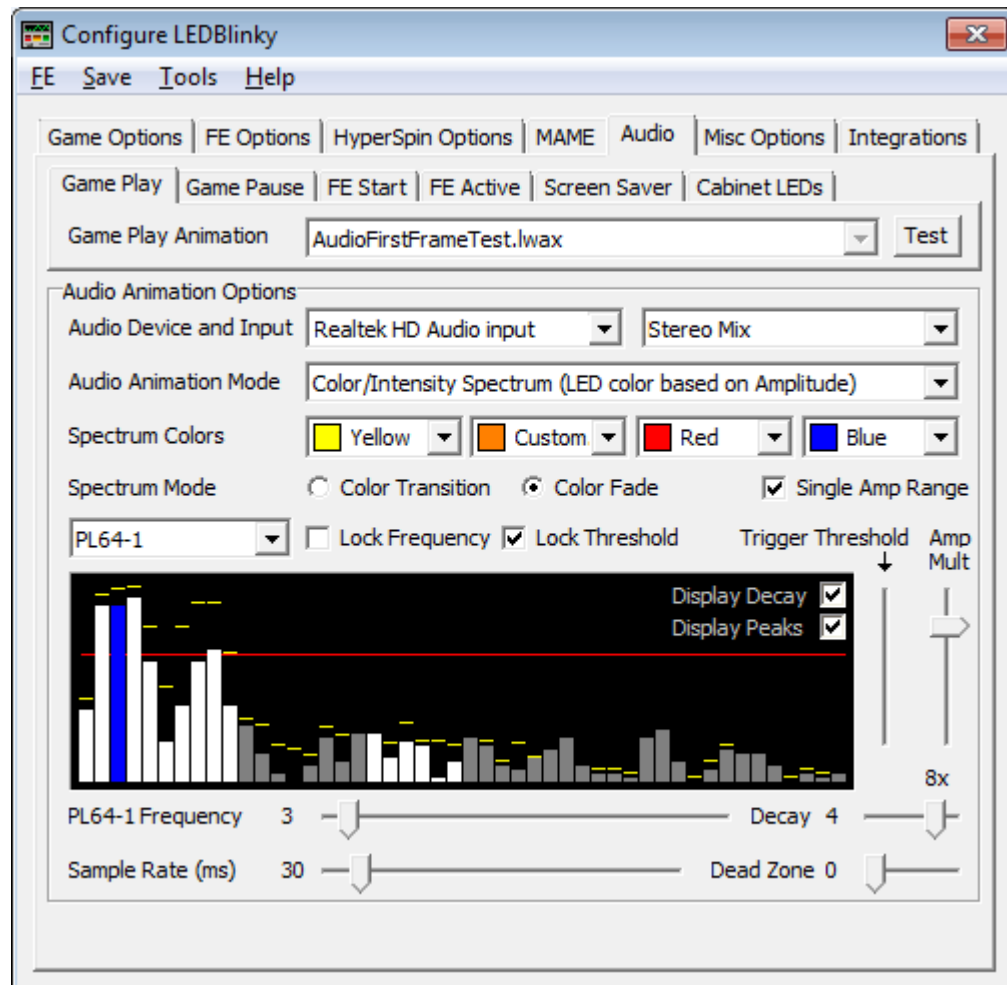 Configure LEDBlinky
FE Save Tools Help
Game Options FE Options HyperSpin Options MAME Audio Misc Options Integrations
Game Play Game Pause FE Start FE Active Screen Saver Cabinet LEDs
Game Play Animation AudioFirstFrameTest.lwax Test
Audio Animation Options
Audio Device and Input Realtek HD Audio input Stereo Mix
Audio Animation Mode Color/Intensity Spectrum (LED color based on Amplitude)
Spectrum Colors Yellow Custom Red Blue
Spectrum Mode Color Transition Color Fade Single Amp Range
PL64-1 Lock Frequency Lock Threshold Trigger Threshold Amp
Mult
Display Decay
Display Peaks
8x
PL64-1 Frequency 3 Decay 4
Sample Rate (ms) 30 Dead Zone 0